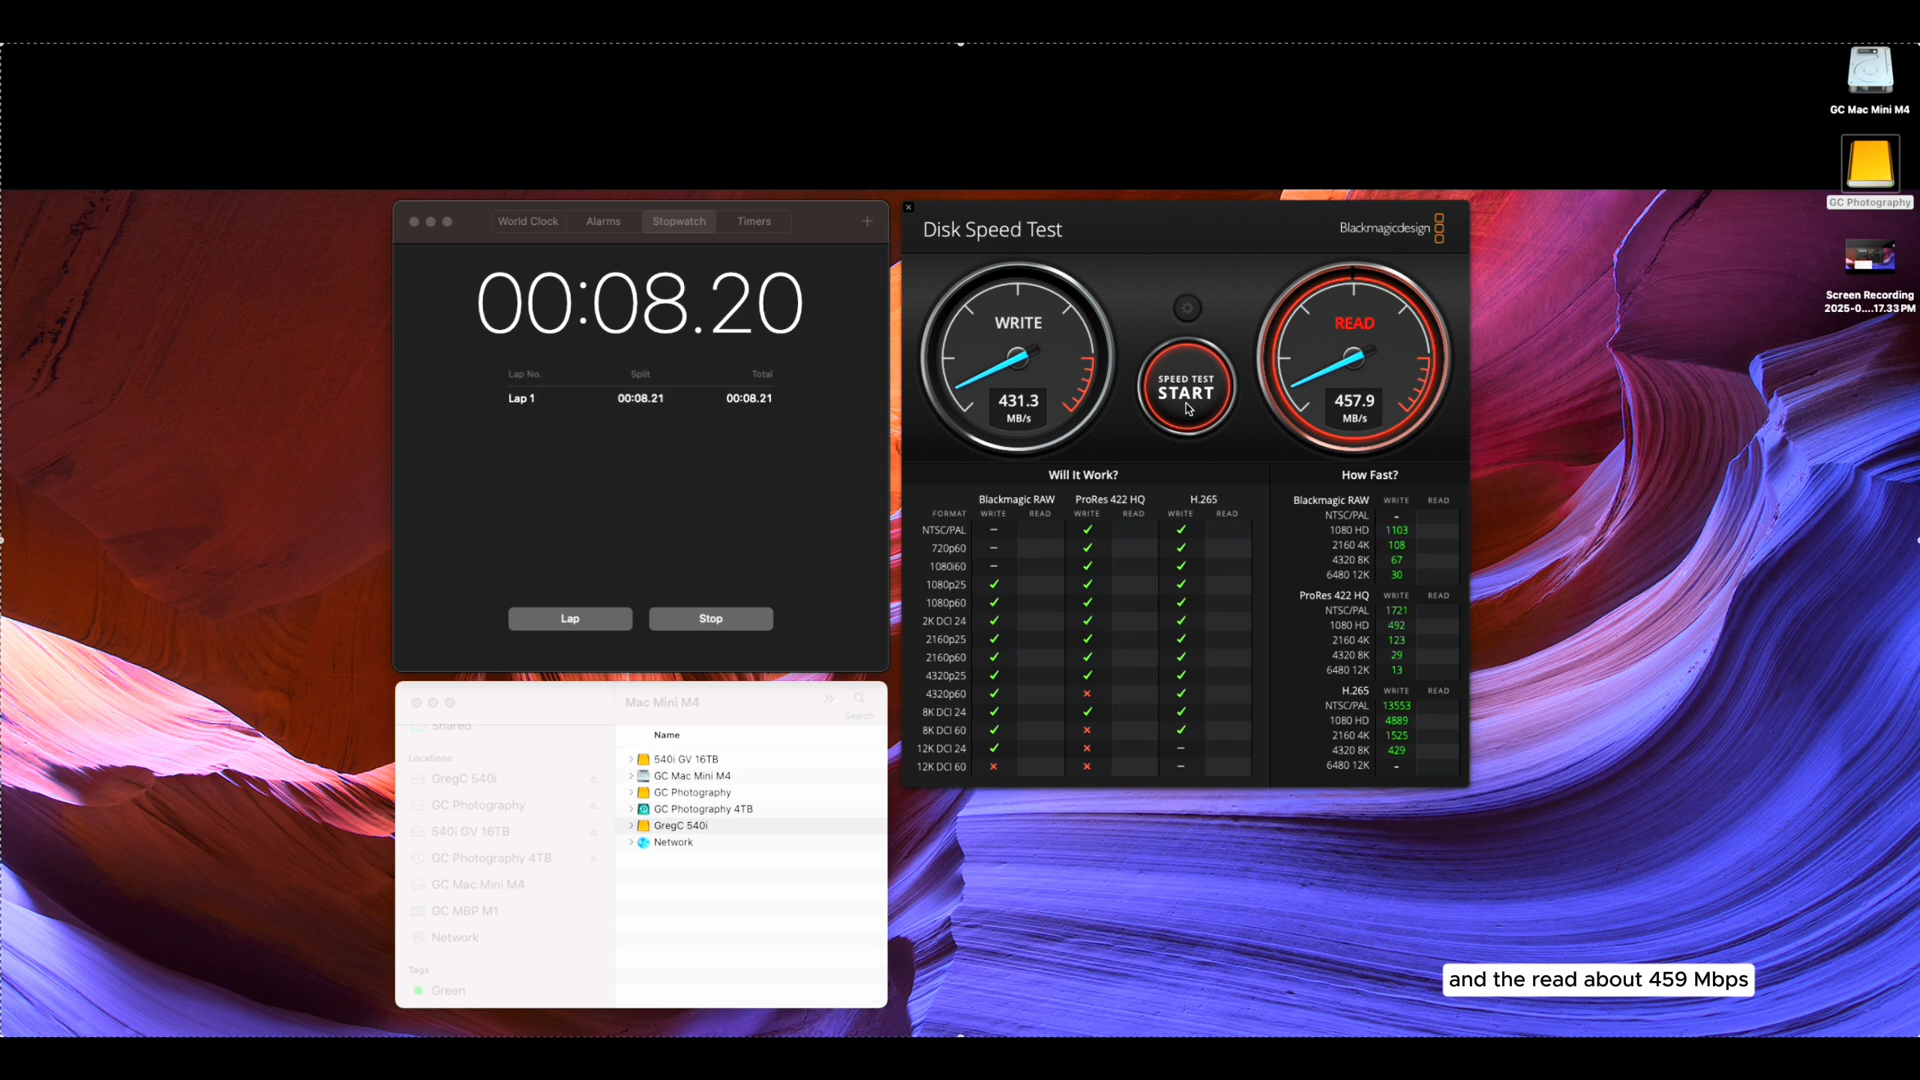 GC Mac Mini M4
GC Photography
Screen Recording
2025-0....17.33 PM
World Clock Alarms Stopwatch Timers
00:08.20
Lap No. Split Total
Lap 1 00:08.21 00:08.21
Lap Stop
Disk Speed Test
Blackmagicdesign
WRITE
431.3
MB/s
SPEED TEST
START
READ
457.9
MB/s
Will It Work?
Blackmagic RAW ProRes 422 HQ H.265
FORMAT WRITE READ WRITE READ WRITE READ
NTSC/PAL – ✓ ✓
720p60 – ✓ ✓
1080i60 – ✓ ✓
1080p25 ✓ ✓ ✓
1080p60 ✓ ✓ ✓
2K DCI 24 ✓ ✓ ✓
2160p25 ✓ ✓ ✓
2160p60 ✓ ✓ ✓
4320p25 ✓ ✓ ✓
4320p60 ✓ × ✓
8K DCI 24 ✓ ✓ ✓
8K DCI 60 ✓ × ✓
12K DCI 24 ✓ × –
12K DCI 60 × × –
How Fast?
Blackmagic RAW WRITE READ
NTSC/PAL -
1080 HD 1103
2160 4K 108
4320 8K 67
6480 12K 30
ProRes 422 HQ WRITE READ
NTSC/PAL 1721
1080 HD 492
2160 4K 123
4320 8K 29
6480 12K 13
H.265 WRITE READ
NTSC/PAL 13553
1080 HD 4889
2160 4K 1525
4320 8K 429
6480 12K -
Shared
Locations
GregC 540i
GC Photography
540i GV 16TB
GC Photography 4TB
GC Mac Mini M4
GC MBP M1
Network
Tags
Green
Mac Mini M4
Search
Name
540i GV 16TB
GC Mac Mini M4
GC Photography
GC Photography 4TB
GregC 540i
Network
and the read about 459 Mbps